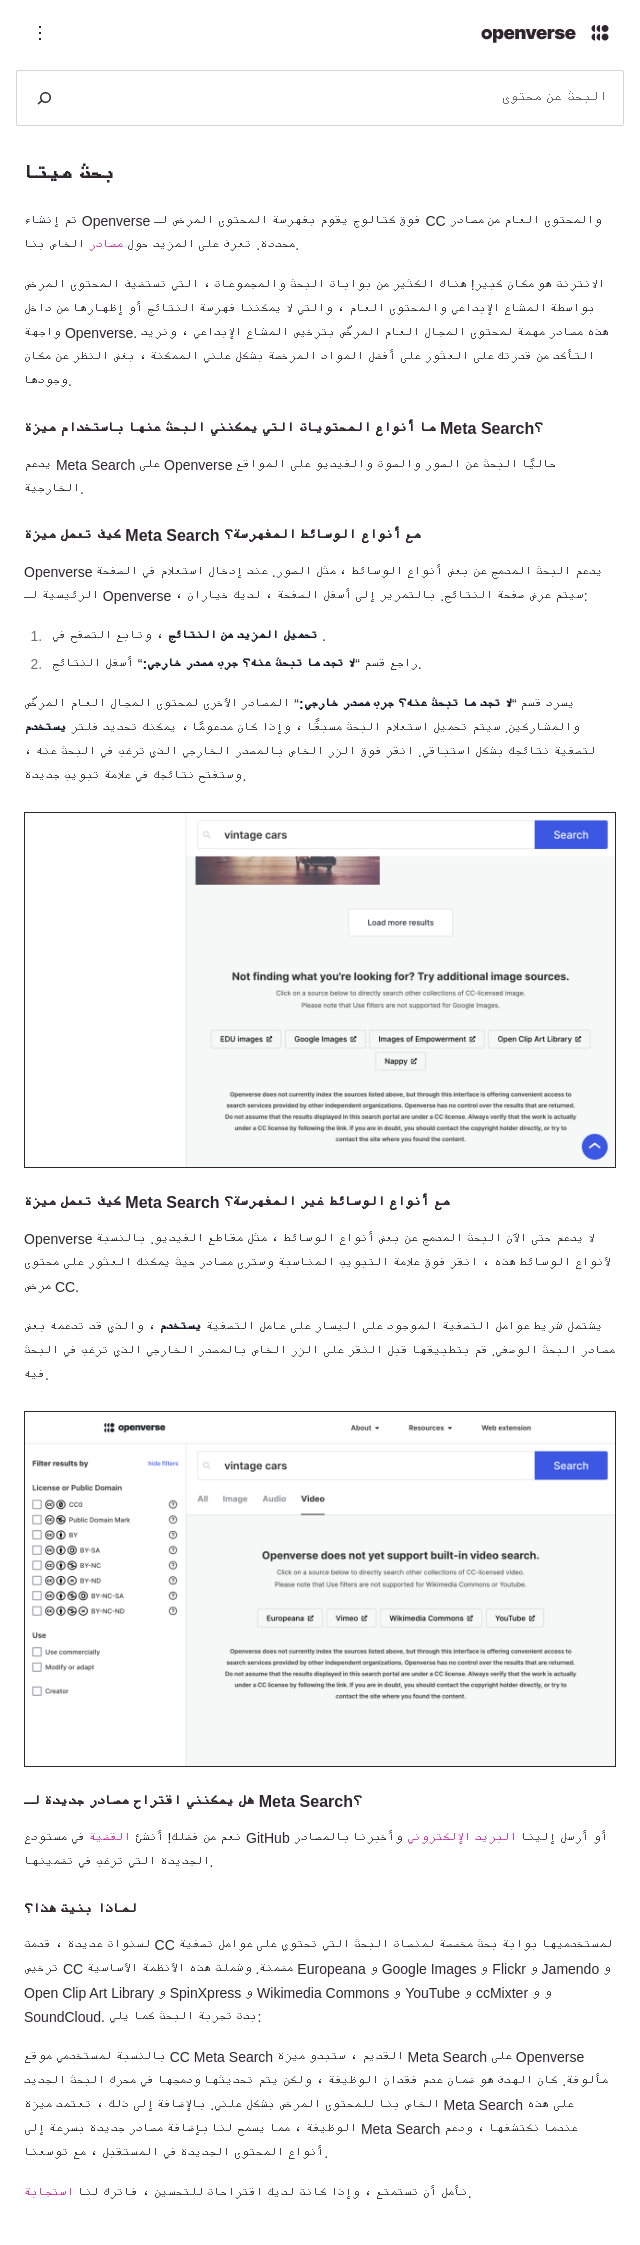 openverse
البحث عن محتوى
بحث ميتا
تم إنشاء Openverse فوق كتالوج يقوم بفهرسة المحتوى المرخص لـ CC والمحتوى العام من مصادر
محددة. تعرف على المزيد حول مصادر الخاص بنا.
الانترنت هو مكان كبير! هناك الكثير من بوابات البحث والمجموعات ، التي تستضيف المحتوى المرخص
بواسطة المشاع الإبداعي والمحتوى العام ، والتي لا يمكننا فهرسة النتائج أو إظهارها من داخل
واجهة Openverse. هذه مصادر مهمة لمحتوى المجال العام المركّص بترخيص المشاع الإبداعي ، ونريد
التأكد من قدرتك على العثور على أفضل المواد المرخصة بشكل علني الممكنة ، بغض النظر عن مكان
وجودها.
ما أنواع المحتويات التي يمكنني البحث عنها باستخدام ميزة Meta Search؟
يدعم Meta Search على Openverse حاليًا البحث عن الصور والصوت والفيديو على المواقع
الخارجية.
كيف تعمل ميزة Meta Search مع أنواع الوسائط المفهرسة؟
Openverse يدعم البحث المدمج عن بعض أنواع الوسائط ، مثل الصور. عند إدخال استعلام في الصفحة
الرئيسية لـ Openverse ، سيتم عرض صفحة النتائج. بالتمرير إلى أسفل الصفحة ، لديك خياران:
1. تحميل المزيد من النتائج ، وتابع التصفح في .
2. راجع قسم “لا تجد ما تبحث عنه؟ جرب مصدر خارجي:“ أسفل النتائج.
يسرد قسم “لا تجد ما تبحث عنه؟ جرب مصدر خارجي:“ المصادر الأخرى لمحتوى المجال العام المركّص
والمشاركين. سيتم تحميل استعلام البحث مسبقًا ، وإذا كان مدعومًا ، يمكنك تحديد فلتر يستخدم
لتصفية نتائجك بشكل استباقي. انقر فوق الزر الخاص بالمصدر الخارجي الذي ترغب في البحث عنه ،
وستفتح نتائجك في علامة تبويب جديدة.
vintage cars Search
Load more results
Not finding what you're looking for? Try additional image sources.
Click on a source below to directly search other collections of CC-licensed image.
Please note that Use filters are not supported for Google Images.
EDU images Google Images Images of Empowerment Open Clip Art Library
Nappy
Openverse does not currently index the sources listed above, but through this interface is offering convenient access to
search services provided by other independent organizations. Openverse has no control over the results that are returned.
Do not assume that the results displayed in this search portal are under a CC license. Always verify that the work is actually
under a CC license by following the link. If you are in doubt, you should contact the copyright holder directly, or try to
contact the site where you found the content.
كيف تعمل ميزة Meta Search مع أنواع الوسائط غير المفهرسة؟
Openverse لا يدعم حتى الآن البحث المدمج عن بعض أنواع الوسائط ، مثل مقاطع الفيديو. بالنسبة
لأنواع الوسائط هذه ، انقر فوق علامة التبويب المناسبة وسترى مصادر حيث يمكنك العثور على محتوى
مرخص CC.
يشتمل شريط عوامل التصفية الموجود على اليسار على عامل التصفية يستخدم ، والذي قد تدعمه بعض
مصادر البحث الوصفي. قم بتطبيقها قبل النقر على الزر الخاص بالمصدر الخارجي الذي ترغب في البحث
فيه.
openverse About Resources Web extension
Filter results by hide filters
vintage cars Search
License or Public Domain
All Image Audio Video
CC0
Public Domain Mark
BY
BY-SA
BY-NC
BY-ND
BY-NC-SA
BY-NC-ND
Use
Use commercially
Modify or adapt
Creator
Openverse does not yet support built-in video search.
Click on a source below to directly search other collections of CC-licensed video.
Please note that Use filters are not supported for Wikimedia Commons or Youtube.
Europeana Vimeo Wikimedia Commons YouTube
Openverse does not currently index the sources listed above, but through this interface is offering convenient access to
search services provided by other independent organizations. Openverse has no control over the results that are returned.
Do not assume that the results displayed in this search portal are under a CC license. Always verify that the work is actually
under a CC license by following the link. If you are in doubt, you should contact the copyright holder directly, or try to
contact the site where you found the content.
هل يمكنني اقتراح مصادر جديدة لـ Meta Search؟
نعم من فضلك! أنشئ القضية في مستودع GitHub أو أرسل إلينا البريد الإلكتروني وأخبرنا بالمصادر
الجديدة التي ترغب في تضمينها.
لماذا بنيت هذا؟
لسنوات عديدة ، قدمت CC لمستخدميها بوابة بحث مخصصة لمنصات البحث التي تحتوي على عوامل تصفية
ترخيص CC مضمنة. وشملت هذه الأنظمة الأساسية Europeana و Google Images و Flickr و Jamendo و
Open Clip Art Library و SpinXpress و Wikimedia Commons و YouTube و ccMixter و و
SoundCloud. بدت تجربة البحث كما يلي:
بالنسبة لمستخدمي موقع CC Meta Search القديم ، ستبدو ميزة Meta Search على Openverse
مألوفة. كان الهدف هو ضمان عدم فقدان الوظيفة ، ولكن يتم تحديثها ودمجها في محرك البحث الجديد
الخاص بنا للمحتوى المرخص بشكل علني. بالإضافة إلى ذلك ، تعتمد ميزة Meta Search على هذه
الوظيفة ، مما يسمح لنا بإضافة مصادر جديدة بسرعة إلى Meta Search عندما نكتشفها ، ودعم
أنواع المحتوى الجديدة في المستقبل ، مع توسعنا.
نأمل أن تستمتع ، وإذا كانت لديك اقتراحات للتحسين ، فاترك لنا استجابة.